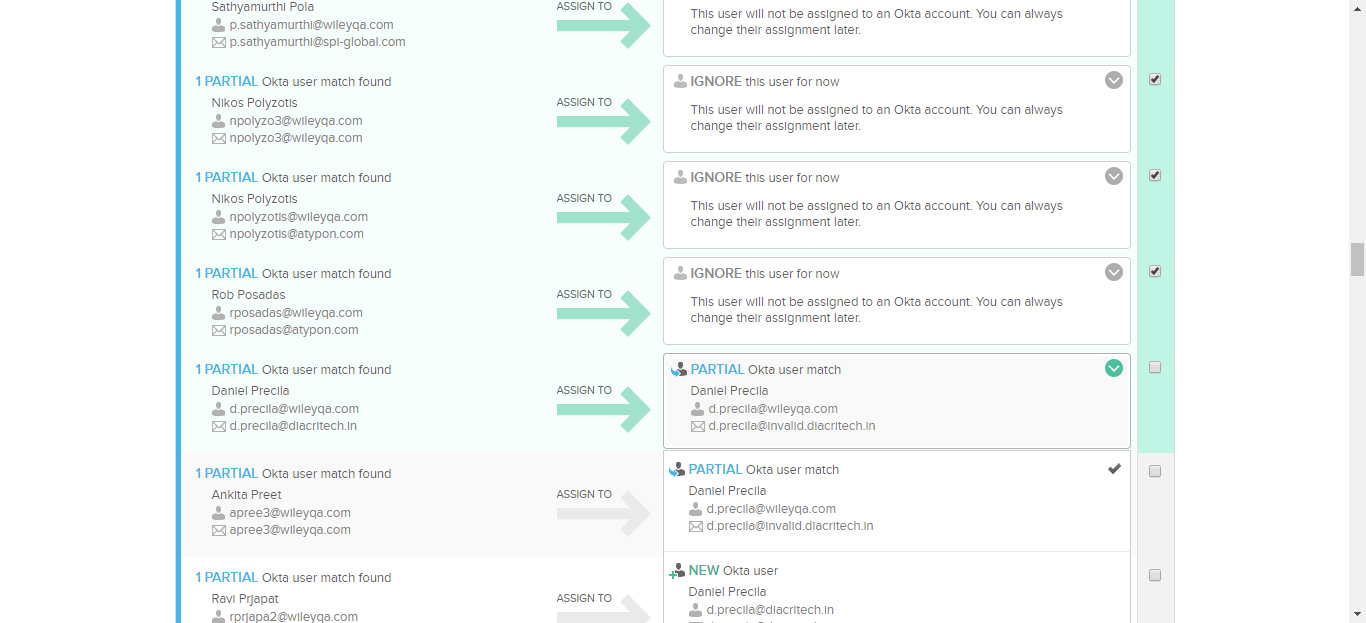 Sathyamurthi Pola
p.sathyamurthi@wileyqa.com
p.sathyamurthi@spi-global.com
ASSIGN TO
This user will not be assigned to an Okta account. You can always
change their assignment later.
1 PARTIAL Okta user match found
Nikos Polyzotis
npolyzo3@wileyqa.com
npolyzo3@wileyqa.com
ASSIGN TO
IGNORE this user for now
This user will not be assigned to an Okta account. You can always
change their assignment later.
1 PARTIAL Okta user match found
Nikos Polyzotis
npolyzotis@wileyqa.com
npolyzotis@atypon.com
ASSIGN TO
IGNORE this user for now
This user will not be assigned to an Okta account. You can always
change their assignment later.
1 PARTIAL Okta user match found
Rob Posadas
rposadas@wileyqa.com
rposadas@atypon.com
ASSIGN TO
IGNORE this user for now
This user will not be assigned to an Okta account. You can always
change their assignment later.
1 PARTIAL Okta user match found
Daniel Precila
d.precila@wileyqa.com
d.precila@diacritech.in
ASSIGN TO
PARTIAL Okta user match
Daniel Precila
d.precila@wileyqa.com
d.precila@invalid.diacritech.in
1 PARTIAL Okta user match found
Ankita Preet
apree3@wileyqa.com
apree3@wileyqa.com
ASSIGN TO
PARTIAL Okta user match
Daniel Precila
d.precila@wileyqa.com
d.precila@invalid.diacritech.in
1 PARTIAL Okta user match found
Ravi Prjapat
rprjapa2@wileyqa.com
ASSIGN TO
NEW Okta user
Daniel Precila
d.precila@diacritech.in